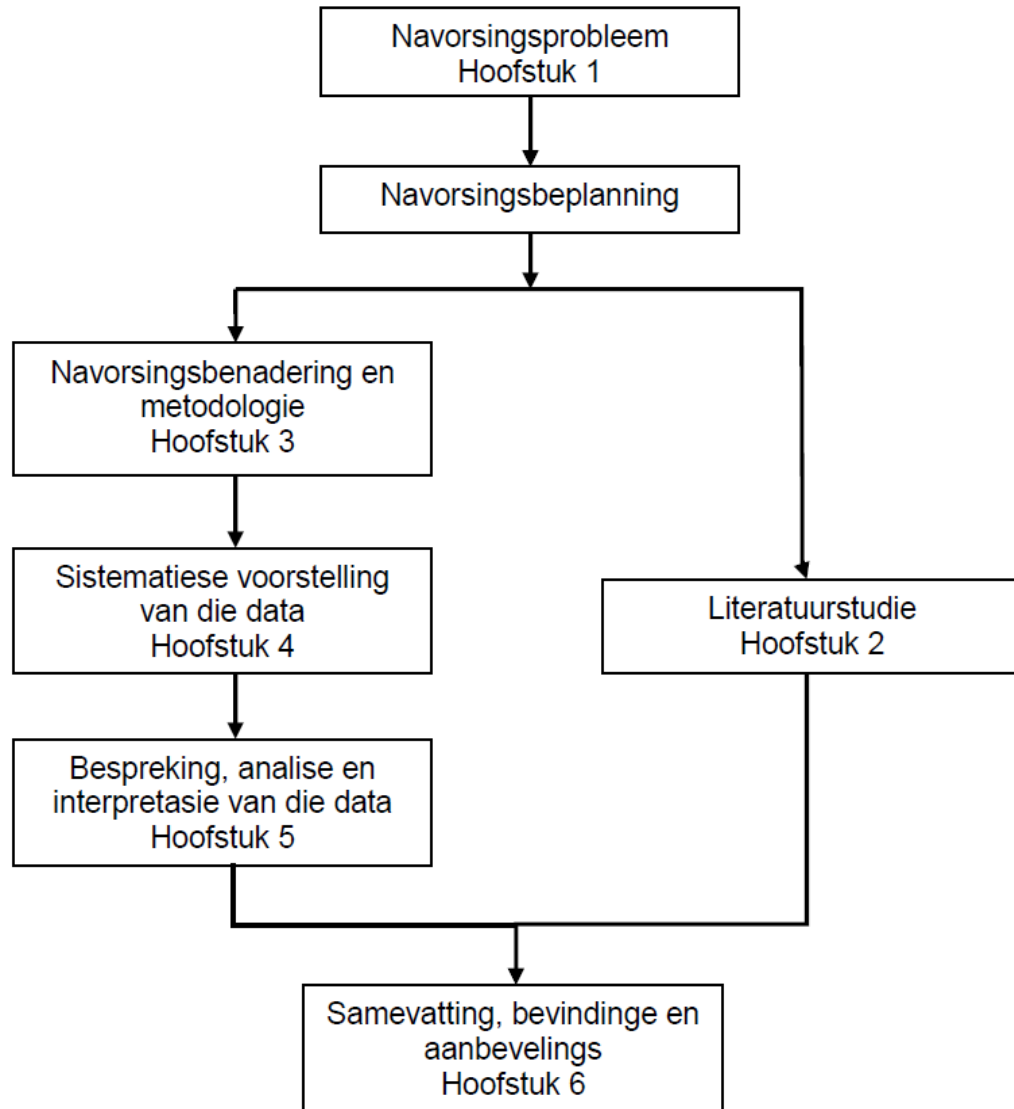 Navorsingsprobleem
Hoofstuk 1
Navorsingsbeplanning
Navorsingsbenadering en
metodologie
Hoofstuk 3
Sistematiese voorstelling
van die data
Hoofstuk 4
Literatuurstudie
Hoofstuk 2
Bespreking, analise en
interpretasie van die data
Hoofstuk 5
Samevatting, bevindinge en
aanbevelings
Hoofstuk 6